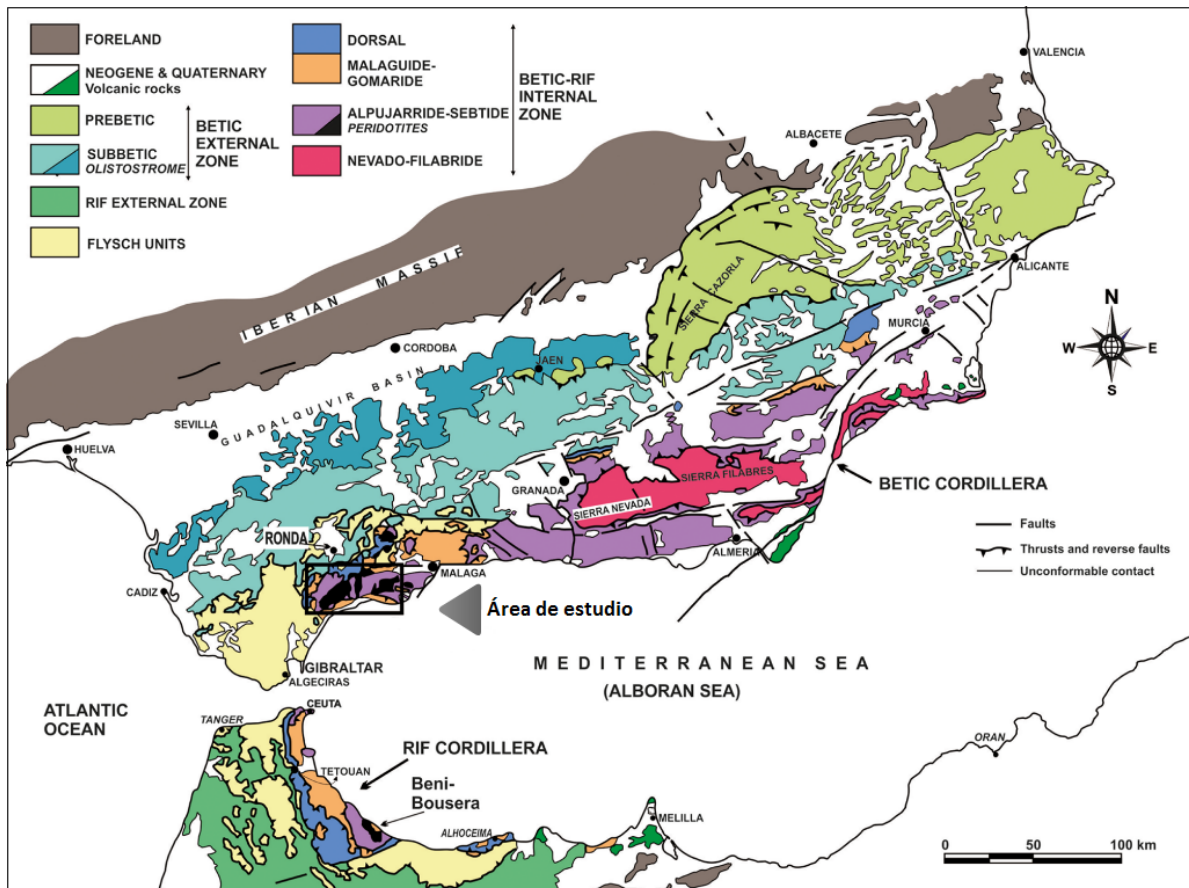 FORELAND
NEOGENE & QUATERNARY
Volcanic rocks
PREBETIC
SUBBETIC
OLISTOSTROME
BETIC
EXTERNAL
ZONE
RIF EXTERNAL ZONE
FLYSCH UNITS
DORSAL
MALAGUIDE-
GOMARIDE
ALPUJARRIDE-SEBTIDE
PERIDOTITES
NEVADO-FILABRIDE
BETIC-RIF
INTERNAL
ZONE
VALENCIA
ALBACETE
ALICANTE
MURCIA
IBERIAN MASSIF
SIERRA CAZORLA
CORDOBA
JAEN
GUADALQUIVIR BASIN
SEVILLA
HUELVA
N
W E
S
GRANADA
SIERRA FILABRES
SIERRA NEVADA
BETIC CORDILLERA
RONDA
ALMERIA
MALAGA
CADIZ
Faults
Thrusts and reverse faults
Unconformable contact
Área de estudio
GIBRALTAR
ALGECIRAS
MEDITERRANEAN SEA
(ALBORAN SEA)
ATLANTIC
OCEAN
CEUTA
TANGER
RIF CORDILLERA
TETOUAN
Beni-
Bousera
ORAN
ALHOCEIMA
MELILLA
0 50 100 km